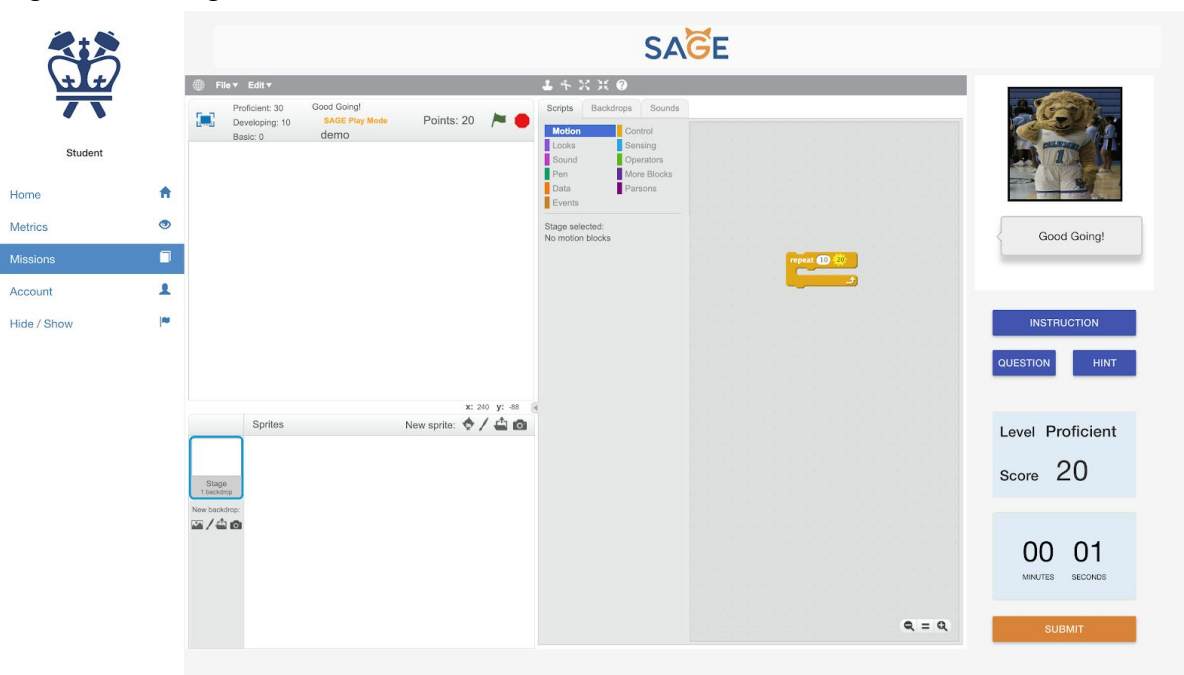 SAGE
Student
Home
Metrics
Missions
Account
Hide / Show
File Edit
Proficient: 30
Developing: 10
Basic: 0
Good Going!
SAGE Play Mode
demo
Points: 20
x: 240 y: -88
Sprites
New sprite:
Stage
1 backdrop
New backdrop:
Scripts Backdrops Sounds
Motion
Looks
Sound
Pen
Data
Events
Control
Sensing
Operators
More Blocks
Parsons
Stage selected:
No motion blocks
repeat 10 20
Good Going!
INSTRUCTION
QUESTION HINT
Level Proficient
Score 20
00 01
MINUTES SECONDS
SUBMIT